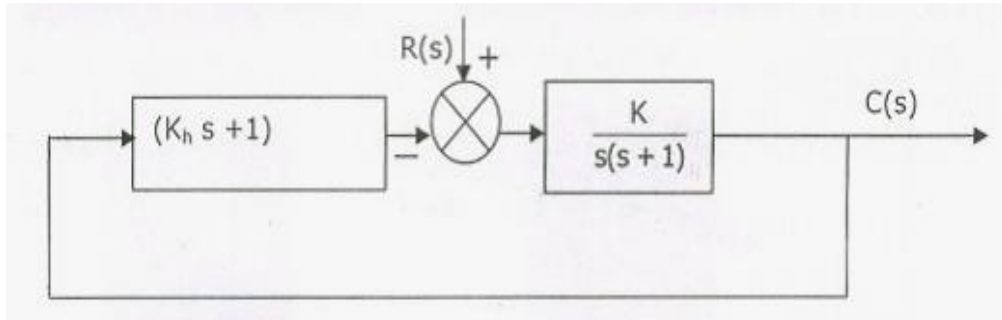 R(s) +
(Kₕ s +1)
−
K
s(s + 1)
C(s)